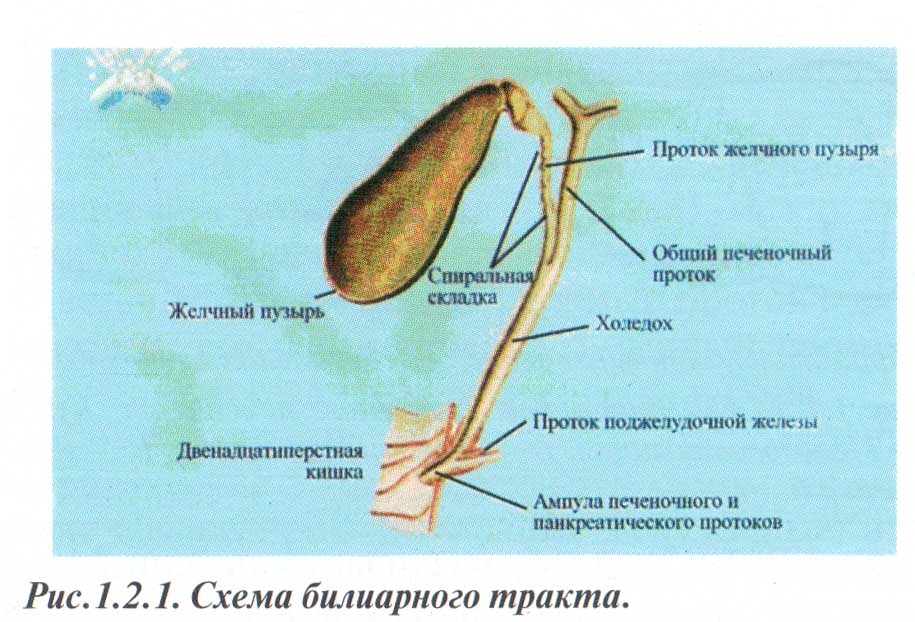 Проток желчного пузыря
Общий печеночный
проток
Спиральная
складка
Желчный пузырь
Холедох
Проток поджелудочной железы
Двенадцатиперстная
кишка
Ампула печеночного и
панкреатического протоков
Рис.1.2.1. Схема билиарного тракта.